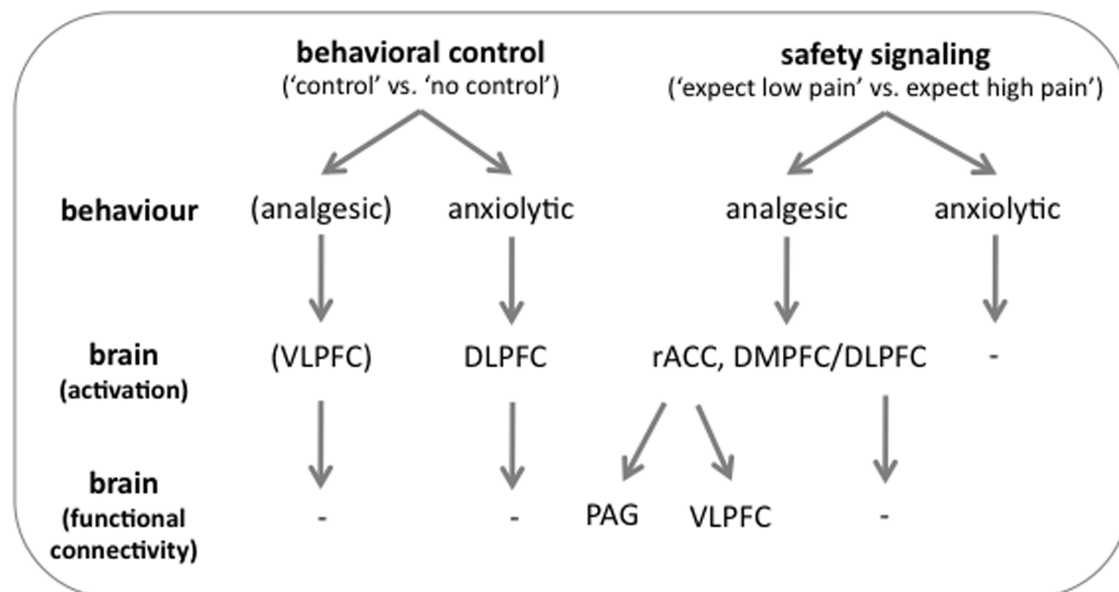 behavioral control
('control' vs. 'no control')
safety signaling
('expect low pain' vs. expect high pain')
behaviour
(analgesic)
anxiolytic
analgesic
anxiolytic
brain
(activation)
(VLPFC)
DLPFC
rACC, DMPFC/DLPFC
-
brain
(functional
connectivity)
-
-
PAG
VLPFC
-